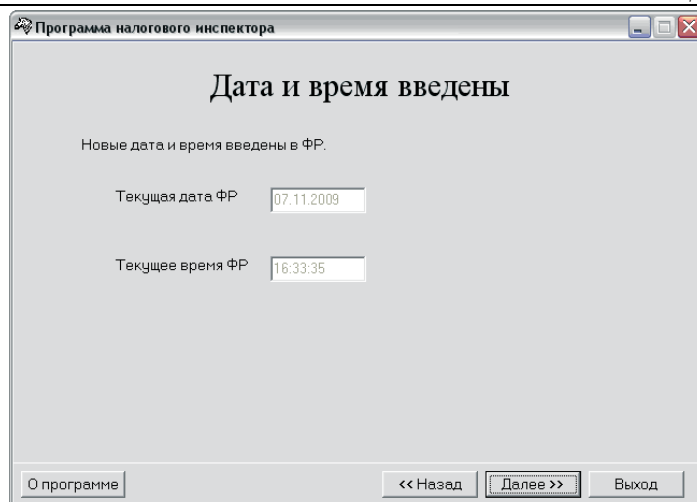 Программа налогового инспектора
Дата и время введены
Новые дата и время введены в ФР.
Текущая дата ФР 07.11.2009
Текущее время ФР 16:33:35
О программе << Назад Далее >> Выход